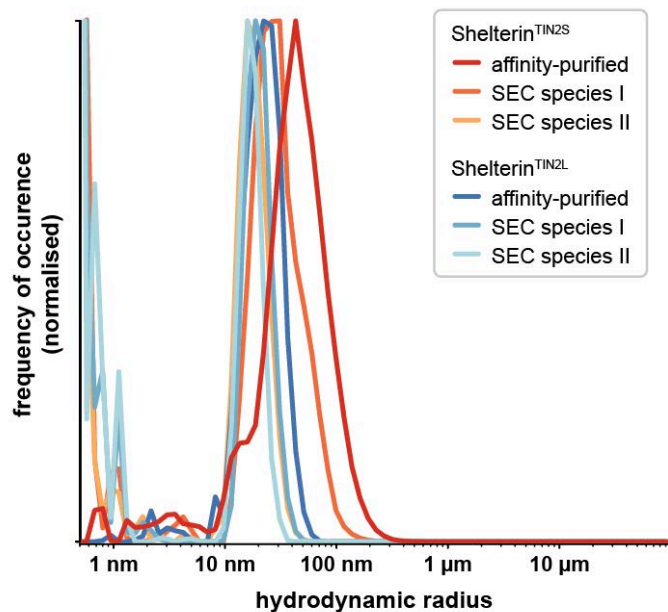 Shelterin^TIN2S
affinity-purified
SEC species I
SEC species II
Shelterin^TIN2L
affinity-purified
SEC species I
SEC species II
frequency of occurence
(normalised)
1 nm 10 nm 100 nm 1 µm 10 µm
hydrodynamic radius